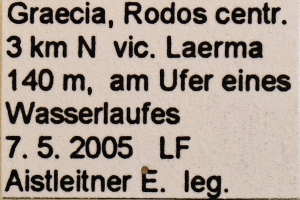 Graecia, Rodos centr.
3 km N vic. Laerma
140 m, am Ufer eines
Wasserlaufes
7. 5. 2005 LF
Aistleitner E. leg.